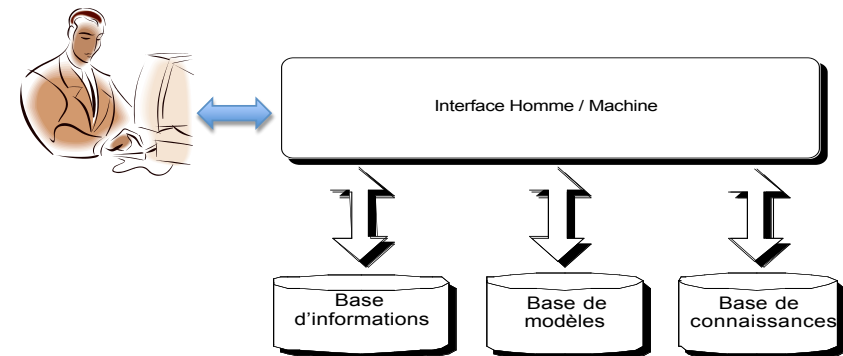 Interface Homme / Machine
Base
d’informations
Base de
modèles
Base de
connaissances